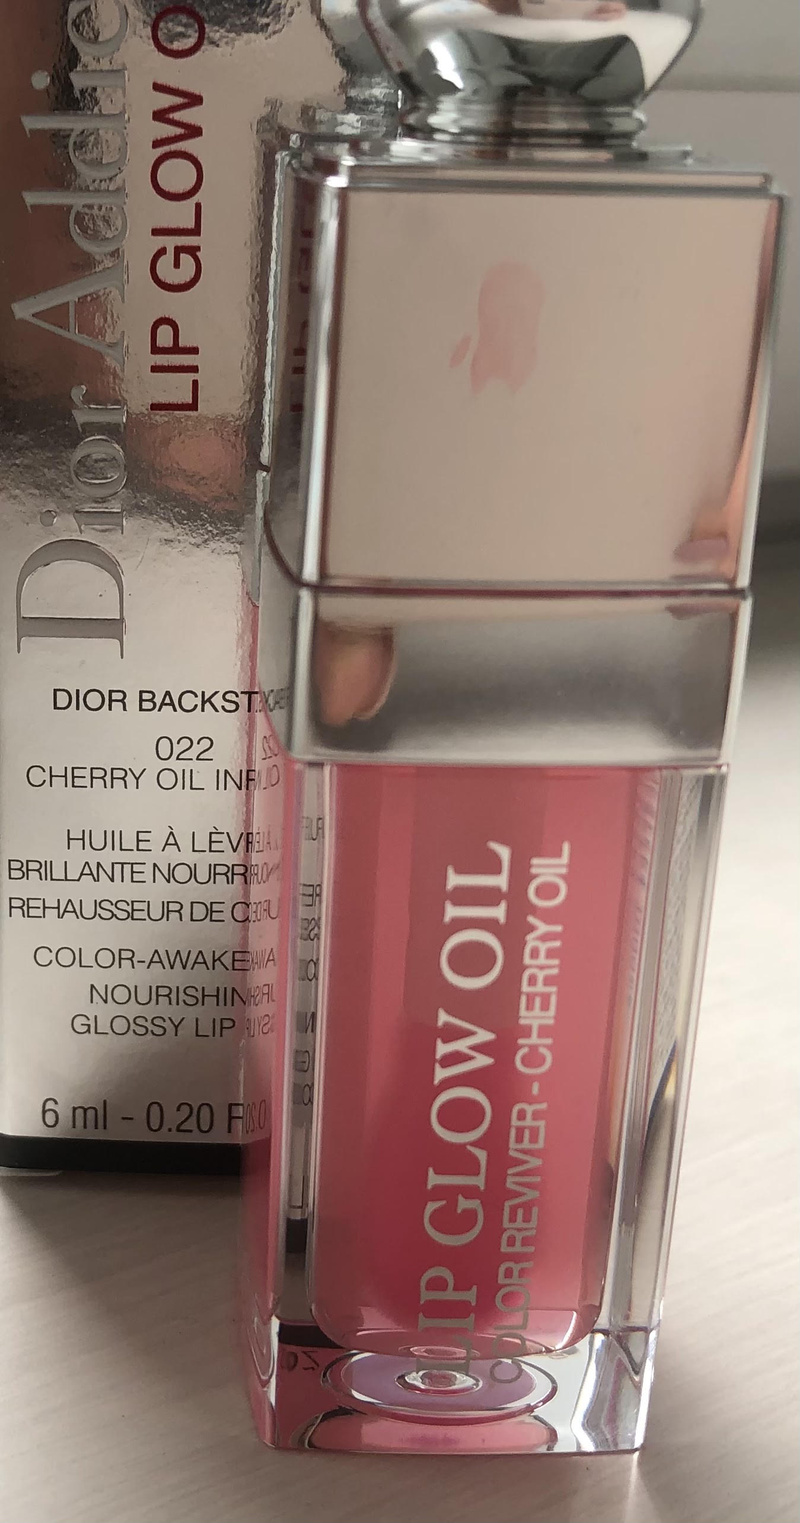 Dior Addic
LIP GLOW O
DIOR BACKST
022
CHERRY OIL INF
HUILE À LÈV
BRILLANTE NOURR
REHAUSSEUR DE C
COLOR-AWAKE
NOURISHIN
GLOSSY LIP
6 ml - 0.20 F
LIP GLOW OIL
COLOR REVIVER - CHERRY OIL